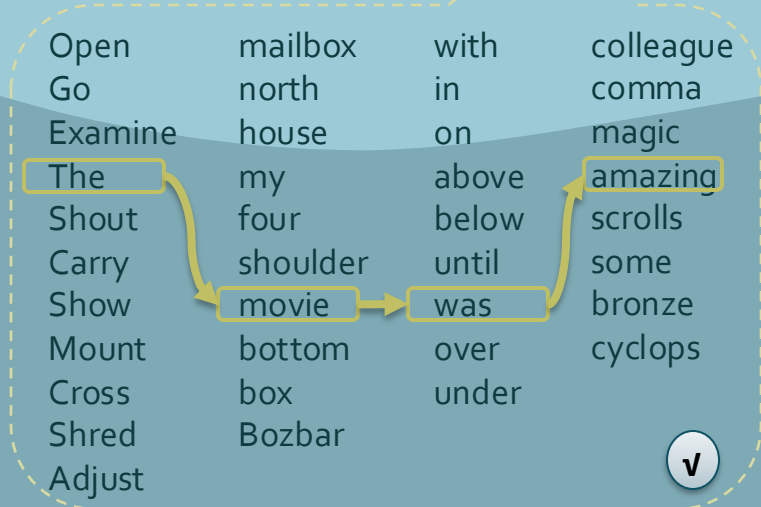 Open mailbox with colleague
Go north in comma
Examine house on magic
The my above amazing
Shout four below scrolls
Carry shoulder until some
Show movie was bronze
Mount bottom over cyclops
Cross box under
Shred Bozbar
Adjust
√